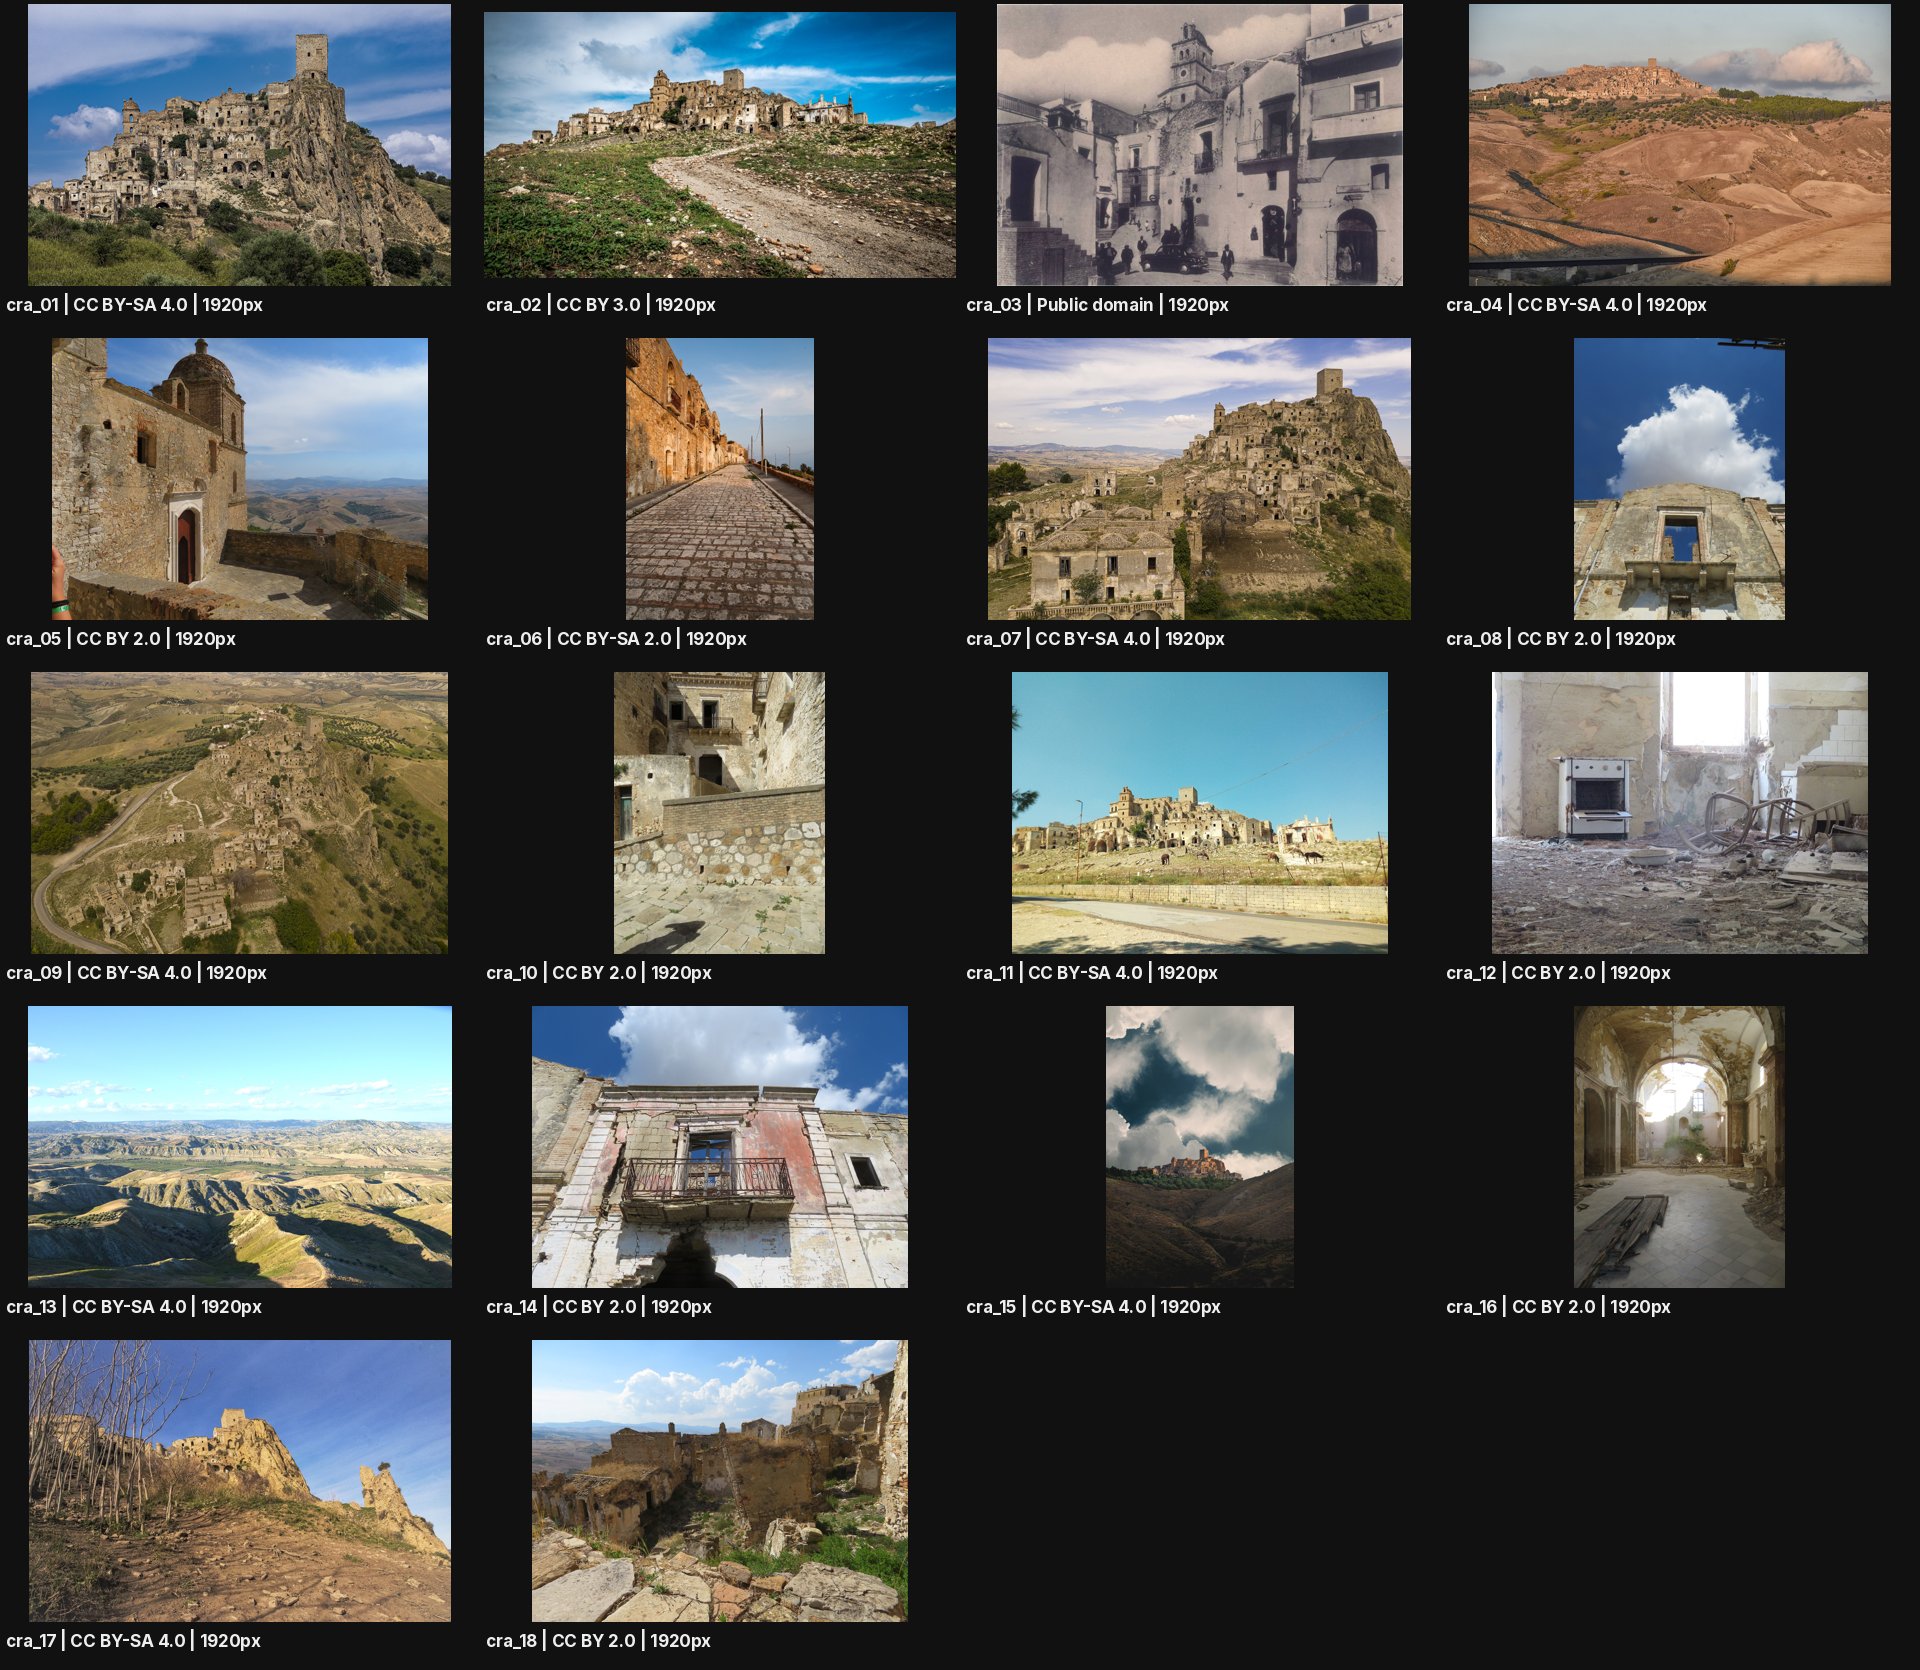 cra_01 | CC BY-SA 4.0 | 1920px
cra_02 | CC BY 3.0 | 1920px
cra_03 | Public domain | 1920px
cra_04 | CC BY-SA 4.0 | 1920px
cra_05 | CC BY 2.0 | 1920px
cra_06 | CC BY-SA 2.0 | 1920px
cra_07 | CC BY-SA 4.0 | 1920px
cra_08 | CC BY 2.0 | 1920px
cra_09 | CC BY-SA 4.0 | 1920px
cra_10 | CC BY 2.0 | 1920px
cra_11 | CC BY-SA 4.0 | 1920px
cra_12 | CC BY 2.0 | 1920px
cra_13 | CC BY-SA 4.0 | 1920px
cra_14 | CC BY 2.0 | 1920px
cra_15 | CC BY-SA 4.0 | 1920px
cra_16 | CC BY 2.0 | 1920px
cra_17 | CC BY-SA 4.0 | 1920px
cra_18 | CC BY 2.0 | 1920px